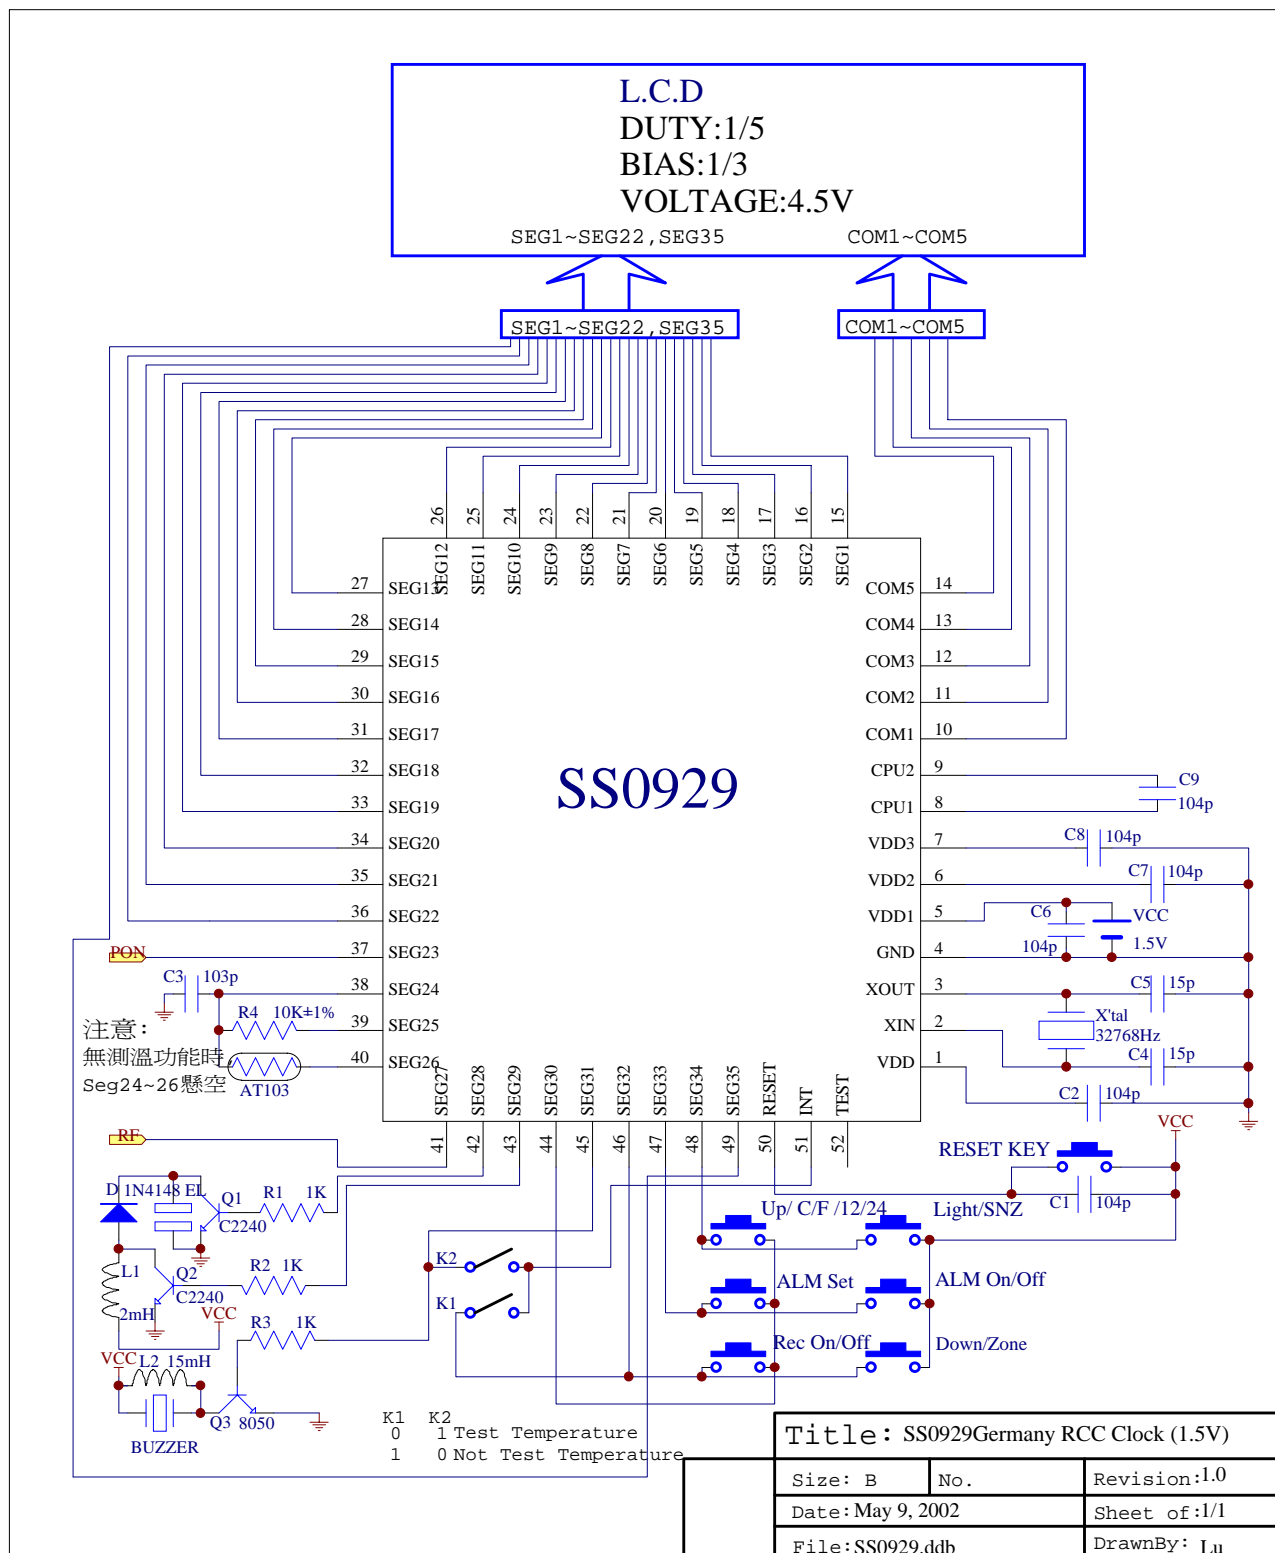 L.C.D
DUTY:1/5
BIAS:1/3
VOLTAGE:4.5V
SEG1~SEG22,SEG35 COM1~COM5
SEG1~SEG22,SEG35 COM1~COM5
26 25 24 23 22 21 20 19 18 17 16 15
SEG12 SEG11 SEG10 SEG9 SEG8 SEG7 SEG6 SEG5 SEG4 SEG3 SEG2 SEG1
27 SEG13 COM5 14
28 SEG14 COM4 13
29 SEG15 COM3 12
30 SEG16 COM2 11
31 SEG17 COM1 10
32 SEG18 CPU2 9
SS0929
C9
104p
33 SEG19 CPU1 8
34 SEG20 VDD3 7
C8 104p
35 SEG21 VDD2 6
C7 104p
36 SEG22 VDD1 5
C6 104p
VCC
1.5V
PON 37 SEG23 GND 4
C3 103p
38 SEG24 XOUT 3
C5 15p
R4 10K±1%
39 SEG25 XIN 2
X'tal
32768Hz
40 SEG26 VDD 1
C4 15p
AT103
C2 104p
注意:
無測溫功能時
Seg24~26懸空
SEG27 SEG28 SEG29 SEG30 SEG31 SEG32 SEG33 SEG34 SEG35 RESET INT TEST
41 42 43 44 45 46 47 48 49 50 51 52
RF
VCC
RESET KEY
C1 104p
D 1N4148 EL Q1
C2240
R1 1K
Up/ C/F /12/24 Light/SNZ
L1
2mH
Q2
C2240
R2 1K
K2
K1
ALM Set ALM On/Off
VCC
R3 1K
Rec On/Off Down/Zone
VCC L2 15mH
Q3 8050
BUZZER
K1 K2
0 1 Test Temperature
1 0 Not Test Temperature
Title: SS0929Germany RCC Clock (1.5V)
Size: B No. Revision:1.0
Date: May 9, 2002 Sheet of:1/1
File:SS0929.ddb DrawnBy: Lu